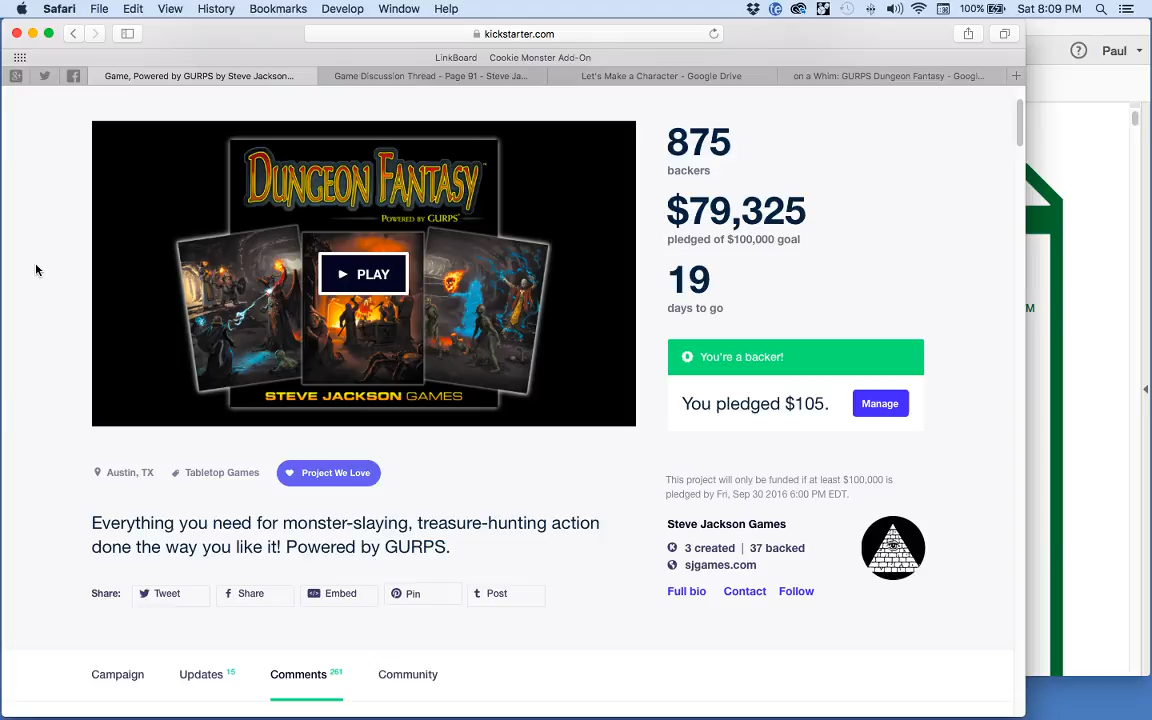 Safari File Edit View History Bookmarks Develop Window Help 100% Sat 8:09 PM
kickstarter.com
LinkBoard Cookie Monster Add-On
Game, Powered by GURPS by Steve Jackson... Game Discussion Thread - Page 91 - Steve Ja... Let's Make a Character - Google Drive on a Whim: GURPS Dungeon Fantasy - Googl...
Paul
M
DUNGEON FANTASY
POWERED BY GURPS
PLAY
STEVE JACKSON GAMES
875
backers
$79,325
pledged of $100,000 goal
19
days to go
You're a backer!
You pledged $105. Manage
Austin, TX Tabletop Games Project We Love
Everything you need for monster-slaying, treasure-hunting action
done the way you like it! Powered by GURPS.
Share: Tweet Share Embed Pin Post
This project will only be funded if at least $100,000 is
pledged by Fri, Sep 30 2016 6:00 PM EDT.
Steve Jackson Games
3 created | 37 backed
sjgames.com
Full bio Contact Follow
Campaign Updates 15 Comments 261 Community